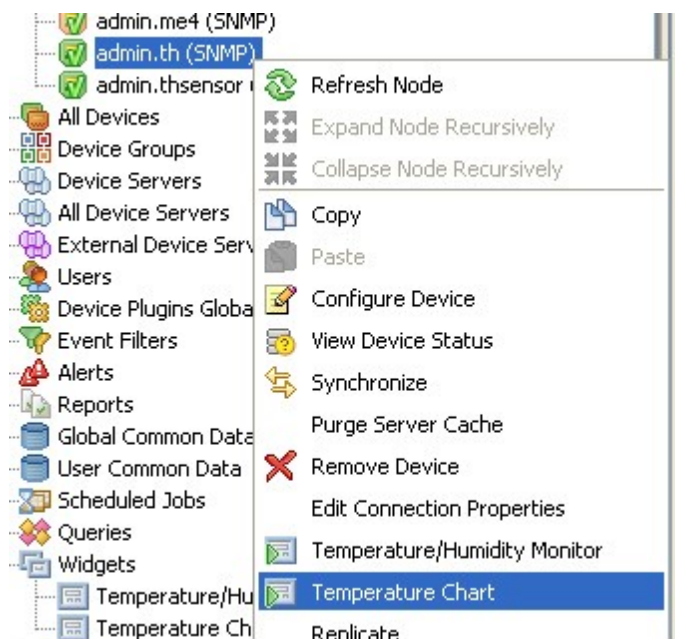 admin.me4 (SNMP)
admin.th (SNMP)
admin.thsensor
All Devices
Device Groups
Device Servers
All Device Servers
External Device Serv
Users
Device Plugins Globa
Event Filters
Alerts
Reports
Global Common Data
User Common Data
Scheduled Jobs
Queries
Widgets
Temperature/Hu
Temperature Ch
Refresh Node
Expand Node Recursively
Collapse Node Recursively
Copy
Paste
Configure Device
View Device Status
Synchronize
Purge Server Cache
Remove Device
Edit Connection Properties
Temperature/Humidity Monitor
Temperature Chart
Replicate